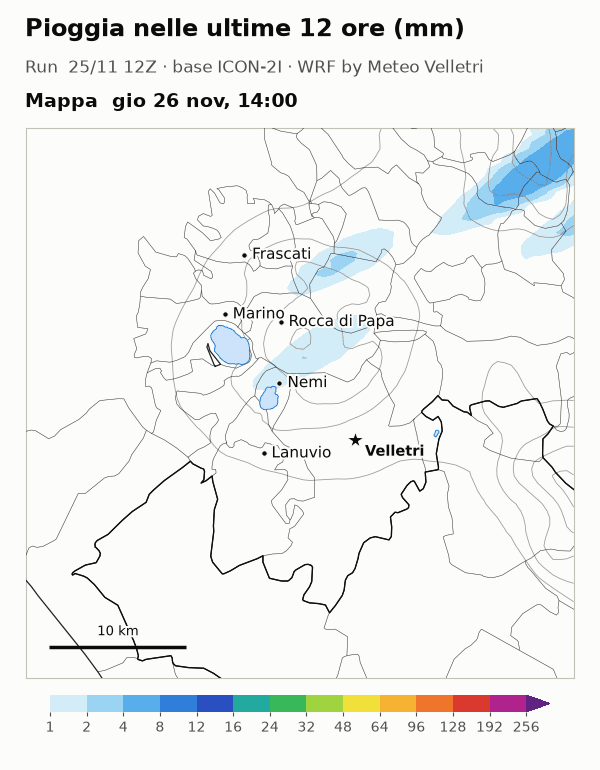 Pioggia nelle ultime 12 ore (mm)
Run  25/11 12Z · base ICON-2I · WRF by Meteo Velletri
Mappa  gio 26 nov, 14:00
Frascati
Marino
Rocca di Papa
Nemi
Velletri
Lanuvio
10 km
1 2 4 8 12 16 24 32 48 64 96 128 192 256